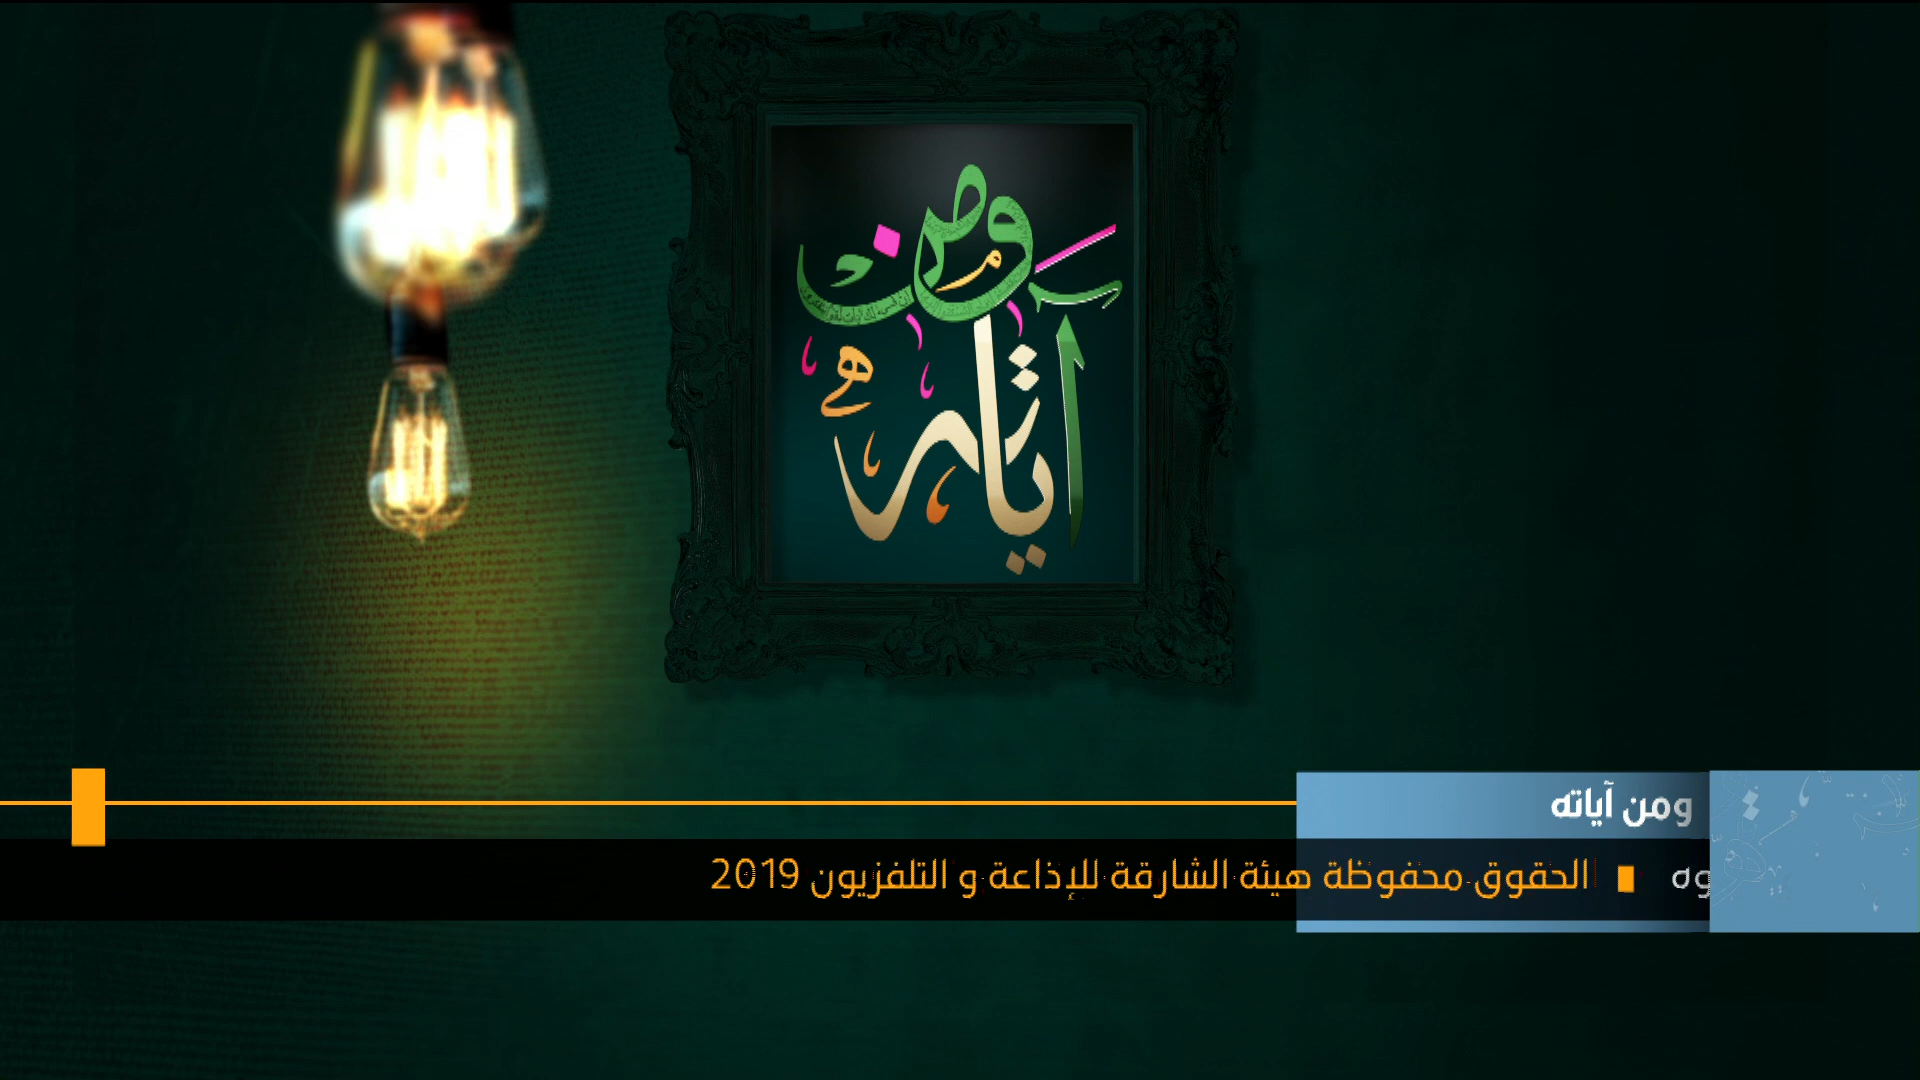 ومن
آياته
ومن آياته
الحقوق محفوظة هيئة الشارقة للإذاعة و التلفزيون 2019